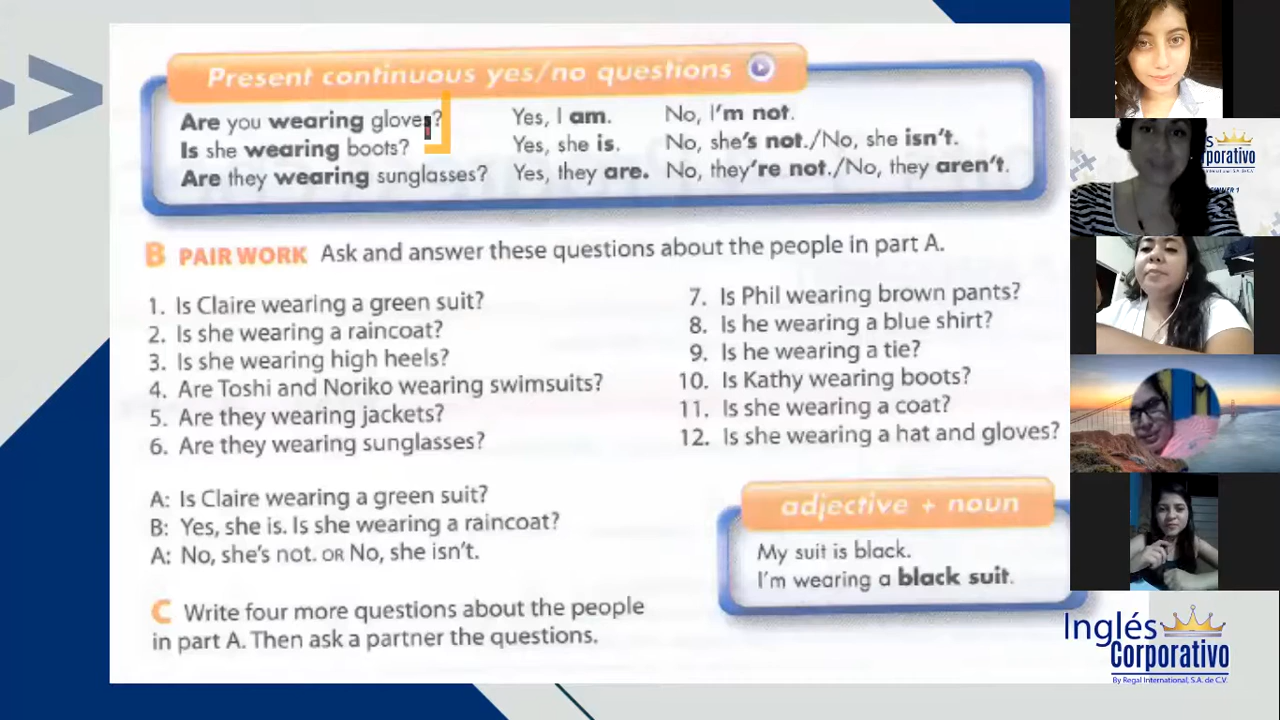 Present continuous yes/no questions
Are you wearing gloves? Yes, I am. No, I'm not.
Is she wearing boots? Yes, she is. No, she's not./No, she isn't.
Are they wearing sunglasses? Yes, they are. No, they're not./No, they aren't.
B PAIR WORK Ask and answer these questions about the people in part A.
1. Is Claire wearing a green suit?
2. Is she wearing a raincoat?
3. Is she wearing high heels?
4. Are Toshi and Noriko wearing swimsuits?
5. Are they wearing jackets?
6. Are they wearing sunglasses?
7. Is Phil wearing brown pants?
8. Is he wearing a blue shirt?
9. Is he wearing a tie?
10. Is Kathy wearing boots?
11. Is she wearing a coat?
12. Is she wearing a hat and gloves?
A: Is Claire wearing a green suit?
B: Yes, she is. Is she wearing a raincoat?
A: No, she's not. OR No, she isn't.
adjective + noun
My suit is black.
I'm wearing a black suit.
C Write four more questions about the people
in part A. Then ask a partner the questions.
Inglés
Corporativo
By Regal International, S.A. de C.V.